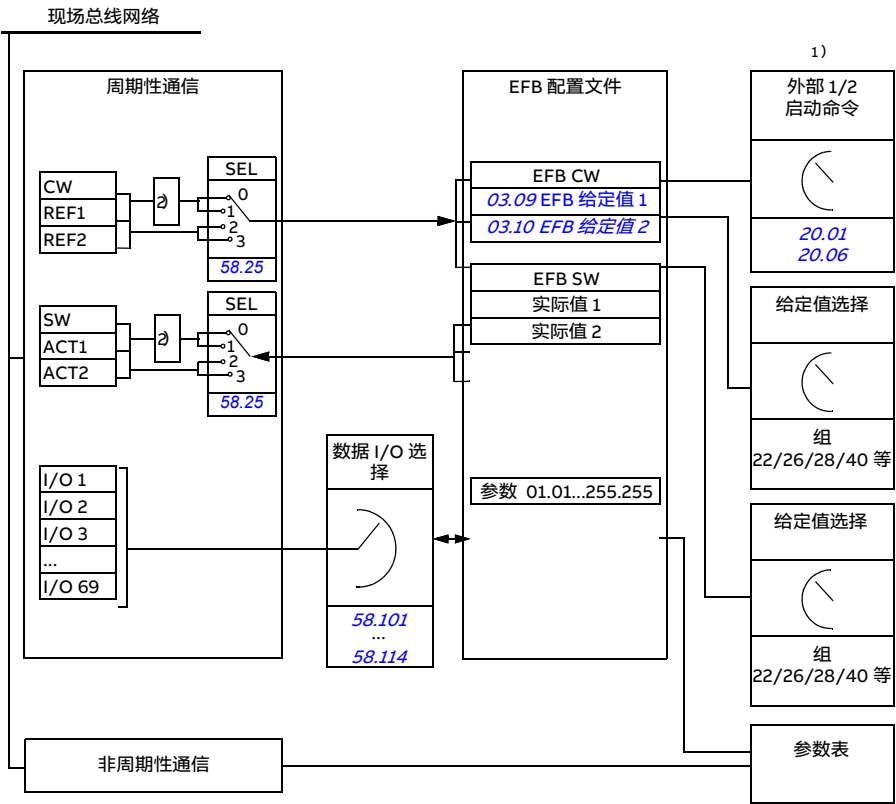 现场总线网络
周期性通信
CW
REF1
REF2
2)
SEL
0
1
2
3
58.25
SW
ACT1
ACT2
2)
SEL
0
1
2
3
58.25
I/O 1
I/O 2
I/O 3
...
I/O 69
数据 I/O 选
择
58.101
...
58.114
EFB 配置文件
EFB CW
03.09 EFB 给定值 1
03.10 EFB 给定值 2
EFB SW
实际值 1
实际值 2
参数 01.01...255.255
1)
外部 1/2
启动命令
20.01
20.06
给定值选择
组
22/26/28/40 等
给定值选择
组
22/26/28/40 等
非周期性通信
参数表